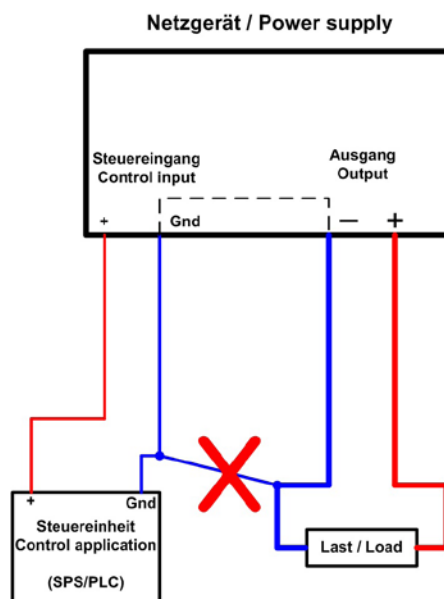 Netzgerät / Power supply
Steuereingang
Control input
Ausgang
Output
+
Gnd
— +
+
Gnd
Steuereinheit
Control application
(SPS/PLC)
Last / Load